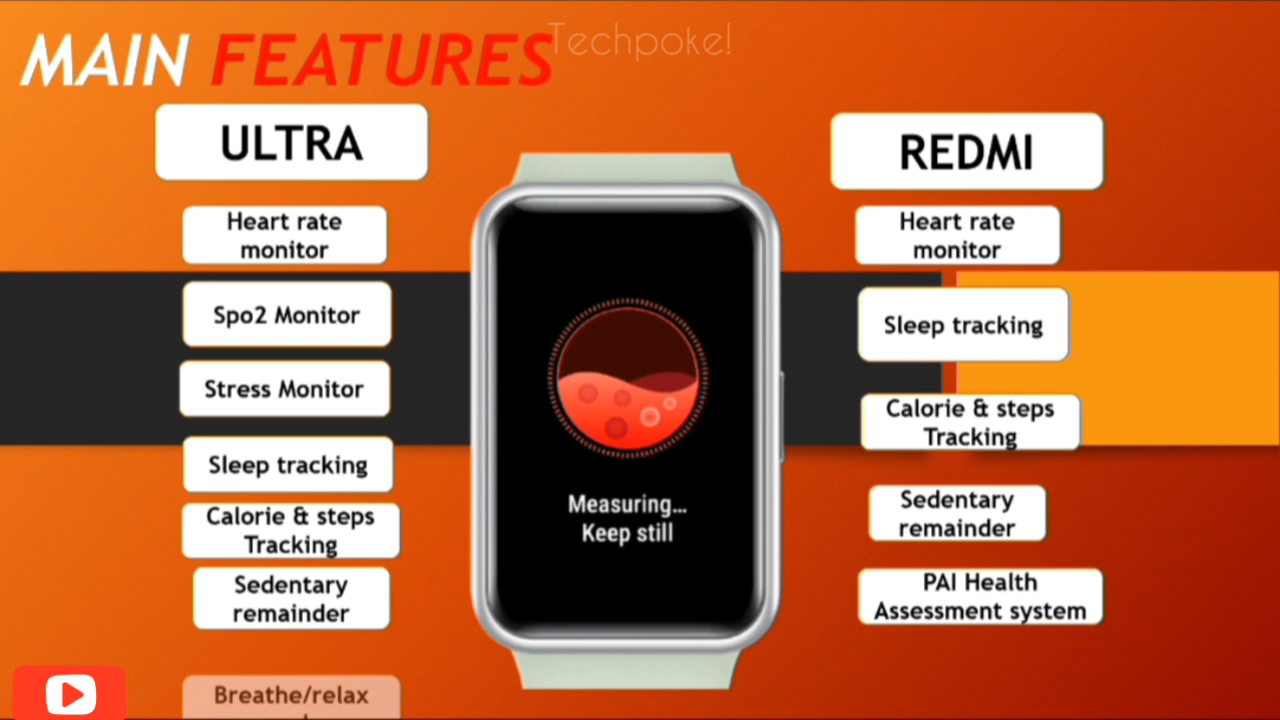 MAIN FEATURES
Techpoke!
ULTRA
Heart rate
monitor
Spo2 Monitor
Stress Monitor
Sleep tracking
Calorie & steps
Tracking
Sedentary
remainder
Breathe/relax
Measuring...
Keep still
REDMI
Heart rate
monitor
Sleep tracking
Calorie & steps
Tracking
Sedentary
remainder
PAI Health
Assessment system